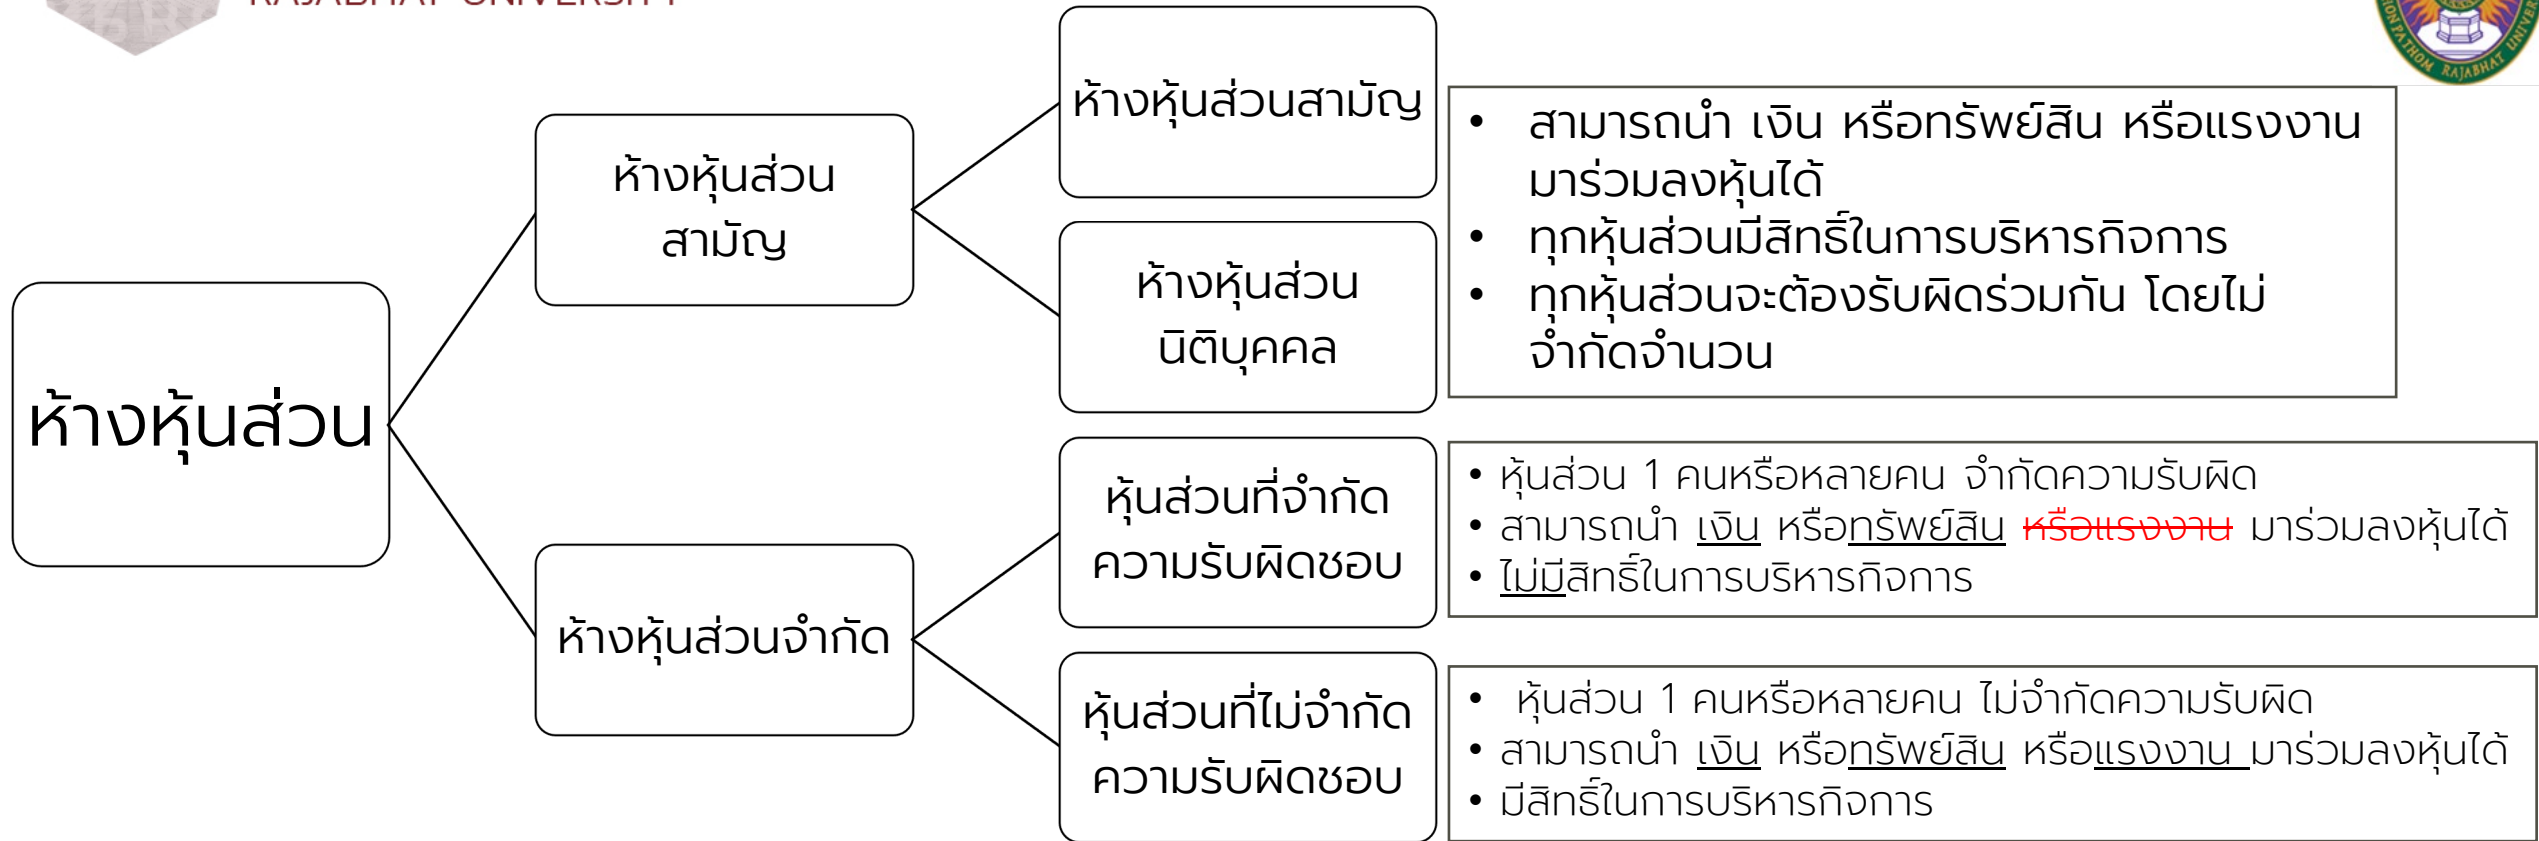 RAJABHAT UNIVERSITY
ห้างหุ้นส่วน
ห้างหุ้นส่วน
สามัญ
ห้างหุ้นส่วนสามัญ
ห้างหุ้นส่วน
นิติบุคคล
• สามารถนำ เงิน หรือทรัพย์สิน หรือแรงงาน
มาร่วมลงหุ้นได้
• ทุกหุ้นส่วนมีสิทธิ์ในการบริหารกิจการ
• ทุกหุ้นส่วนจะต้องรับผิดร่วมกัน โดยไม่
จำกัดจำนวน
ห้างหุ้นส่วนจำกัด
หุ้นส่วนที่จำกัด
ความรับผิดชอบ
• หุ้นส่วน 1 คนหรือหลายคน จำกัดความรับผิด
• สามารถนำ เงิน หรือทรัพย์สิน หรือแรงงาน มาร่วมลงหุ้นได้
• ไม่มีสิทธิ์ในการบริหารกิจการ
หุ้นส่วนที่ไม่จำกัด
ความรับผิดชอบ
• หุ้นส่วน 1 คนหรือหลายคน ไม่จำกัดความรับผิด
• สามารถนำ เงิน หรือทรัพย์สิน หรือแรงงาน มาร่วมลงหุ้นได้
• มีสิทธิ์ในการบริหารกิจการ